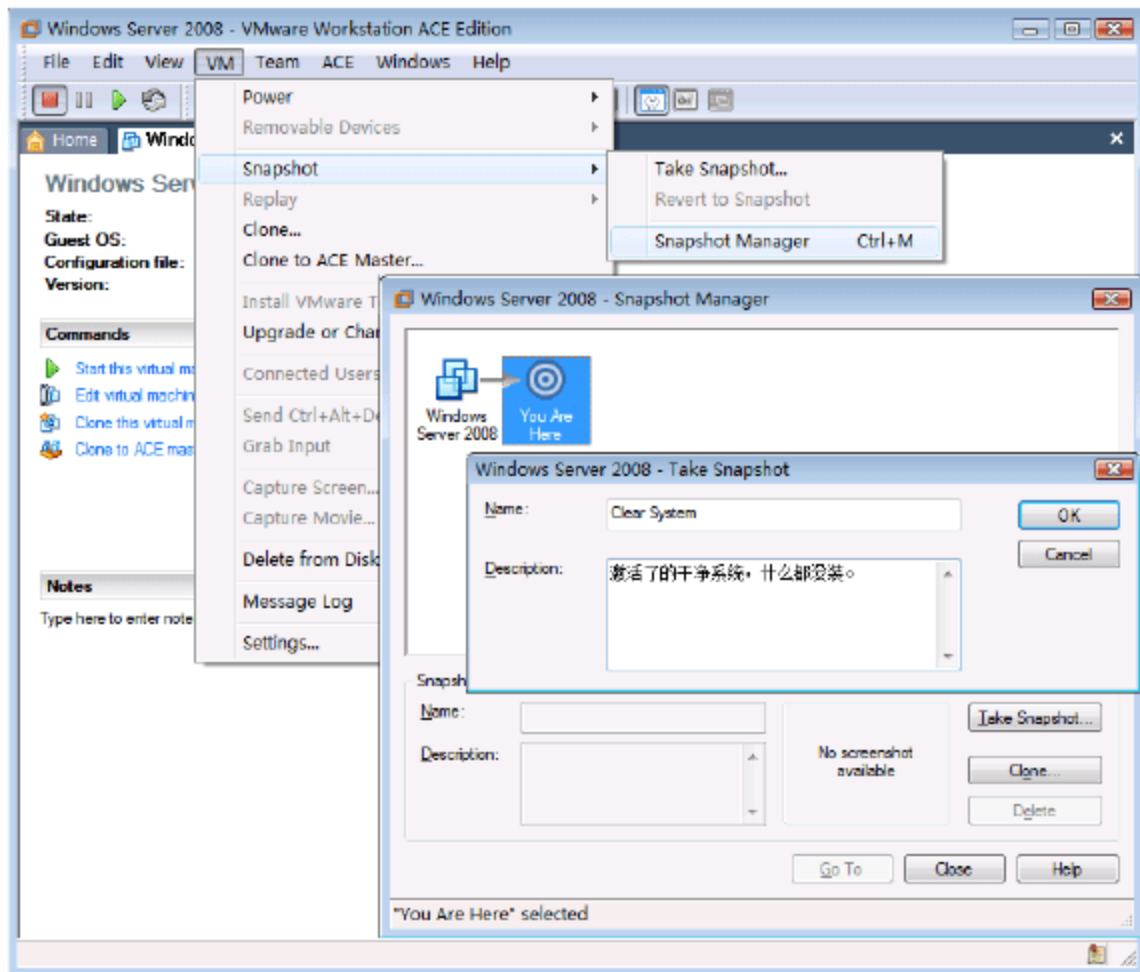 Windows Server 2008 - VMware Workstation ACE Edition
File Edit View VM Team ACE Windows Help
Power
Removable Devices
Home
Snapshot
Take Snapshot...
Replay
Revert to Snapshot
Clone...
Snapshot Manager Ctrl+M
Clone to ACE Master...
State:
Guest OS:
Configuration file:
Version:
Install VMware
Windows Server 2008 - Snapshot Manager
Commands
Upgrade or
Start this virtual
Connected Users
Edit virtual
Clone this virtual
Send
Clone to ACE
Grab Input
Windows
Server 2008
You Are
Here
Windows Server 2008 - Take Snapshot
Capture Screen...
Name:
Clear System
OK
Capture Movie...
Cancel
Delete from Disk
Description:
激活了的干净系统，什么都没装。
Notes
Message Log
Type here to enter
Settings...
Name:
Take Snapshot...
Description:
No screenshot
available
Clone...
Delete
Go To
Close
Help
"You Are Here" selected